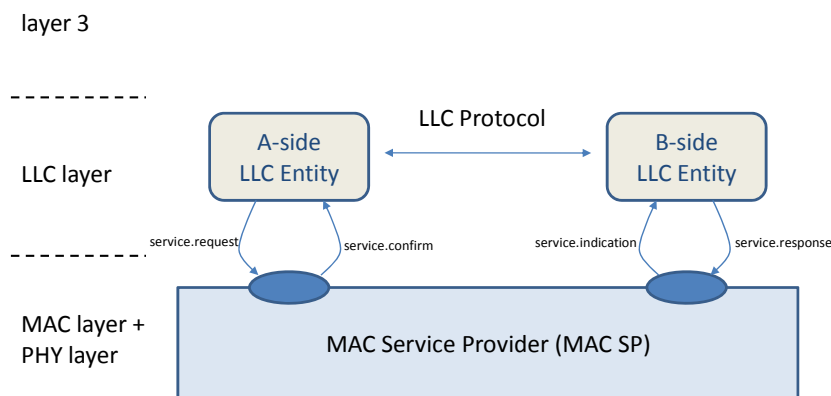 layer 3
LLC Protocol
A-side
LLC Entity
B-side
LLC Entity
LLC layer
service.request
service.confirm
service.indication
service.response
MAC layer +
PHY layer
MAC Service Provider (MAC SP)